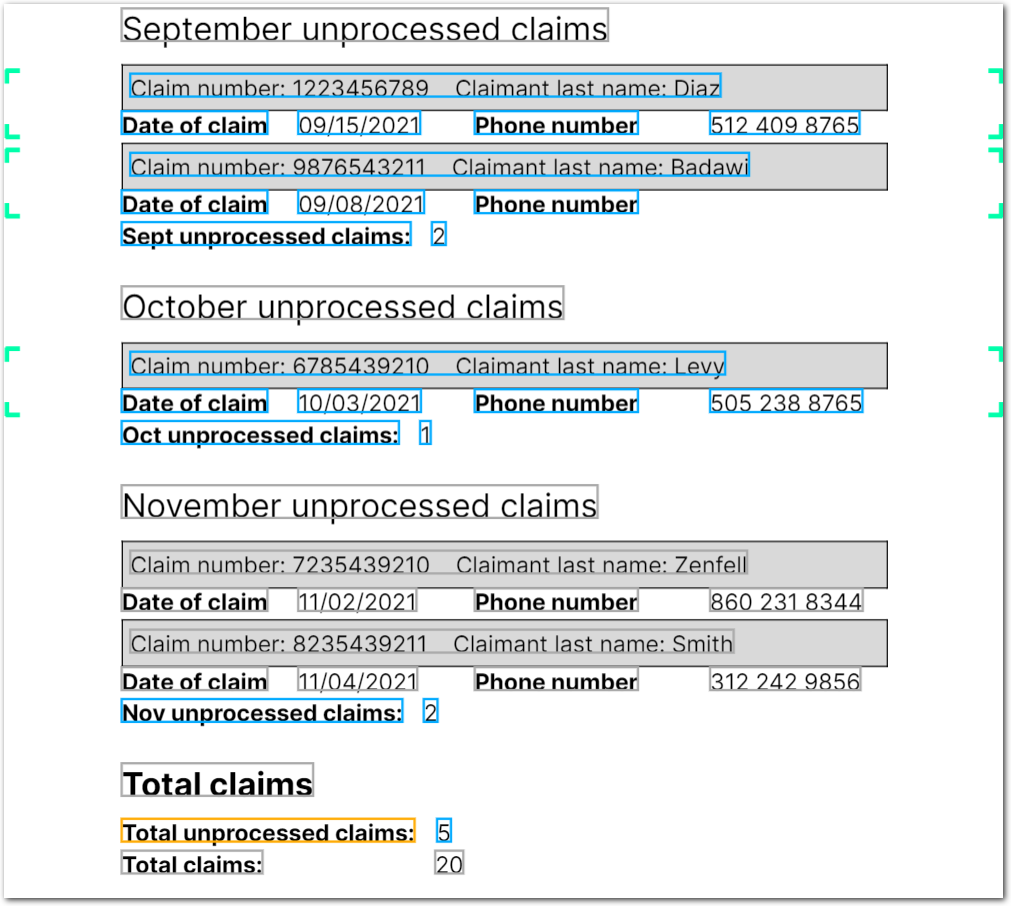 September unprocessed claims
Claim number: 1223456789 Claimant last name: Diaz
Date of claim 09/15/2021 Phone number 512 409 8765
Claim number: 9876543211 Claimant last name: Badawi
Date of claim 09/08/2021 Phone number
Sept unprocessed claims: 2
October unprocessed claims
Claim number: 6785439210 Claimant last name: Levy
Date of claim 10/03/2021 Phone number 505 238 8765
Oct unprocessed claims: 1
November unprocessed claims
Claim number: 7235439210 Claimant last name: Zenfell
Date of claim 11/02/2021 Phone number 860 231 8344
Claim number: 8235439211 Claimant last name: Smith
Date of claim 11/04/2021 Phone number 312 242 9856
Nov unprocessed claims: 2
Total claims
Total unprocessed claims: 5
Total claims: 20